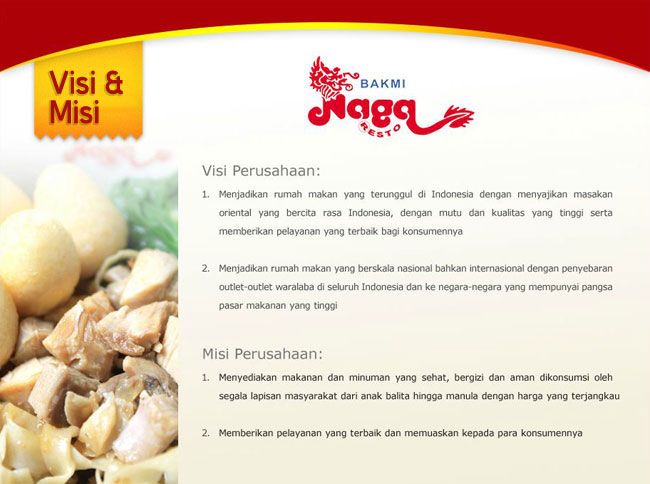 Visi &
Misi
BAKMI
Naga
RESTO
Visi Perusahaan:
1. Menjadikan rumah makan yang terunggul di Indonesia dengan menyajikan masakan
oriental yang bercita rasa Indonesia, dengan mutu dan kualitas yang tinggi serta
memberikan pelayanan yang terbaik bagi konsumennya
2. Menjadikan rumah makan yang berskala nasional bahkan internasional dengan penyebaran
outlet-outlet waralaba di seluruh Indonesia dan ke negara-negara yang mempunyai pangsa
pasar makanan yang tinggi
Misi Perusahaan:
1. Menyediakan makanan dan minuman yang sehat, bergizi dan aman dikonsumsi oleh
segala lapisan masyarakat dari anak balita hingga manula dengan harga yang terjangkau
2. Memberikan pelayanan yang terbaik dan memuaskan kepada para konsumennya